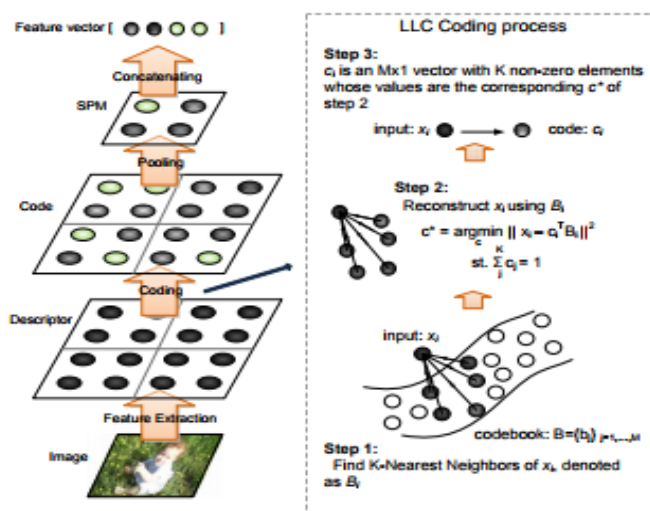 Feature vector [ ]
Concatenating
SPM
Pooling
Code
Coding
Descriptor
Feature Extraction
Image
LLC Coding process
Step 3:
cᵢ is an Mx1 vector with K non-zero elements
whose values are the corresponding c* of
step 2
input: xᵢ code: cᵢ
Step 2:
Reconstruct xᵢ using Bᵢ
c* = argmin || xᵢ – cᵢᵀBᵢ||²
c
K
st. Σ cⱼ = 1
j
input: xᵢ
codebook: B={bⱼ} j=1,...,M
Step 1:
Find K-Nearest Neighbors of xᵢ, denoted
as Bᵢ